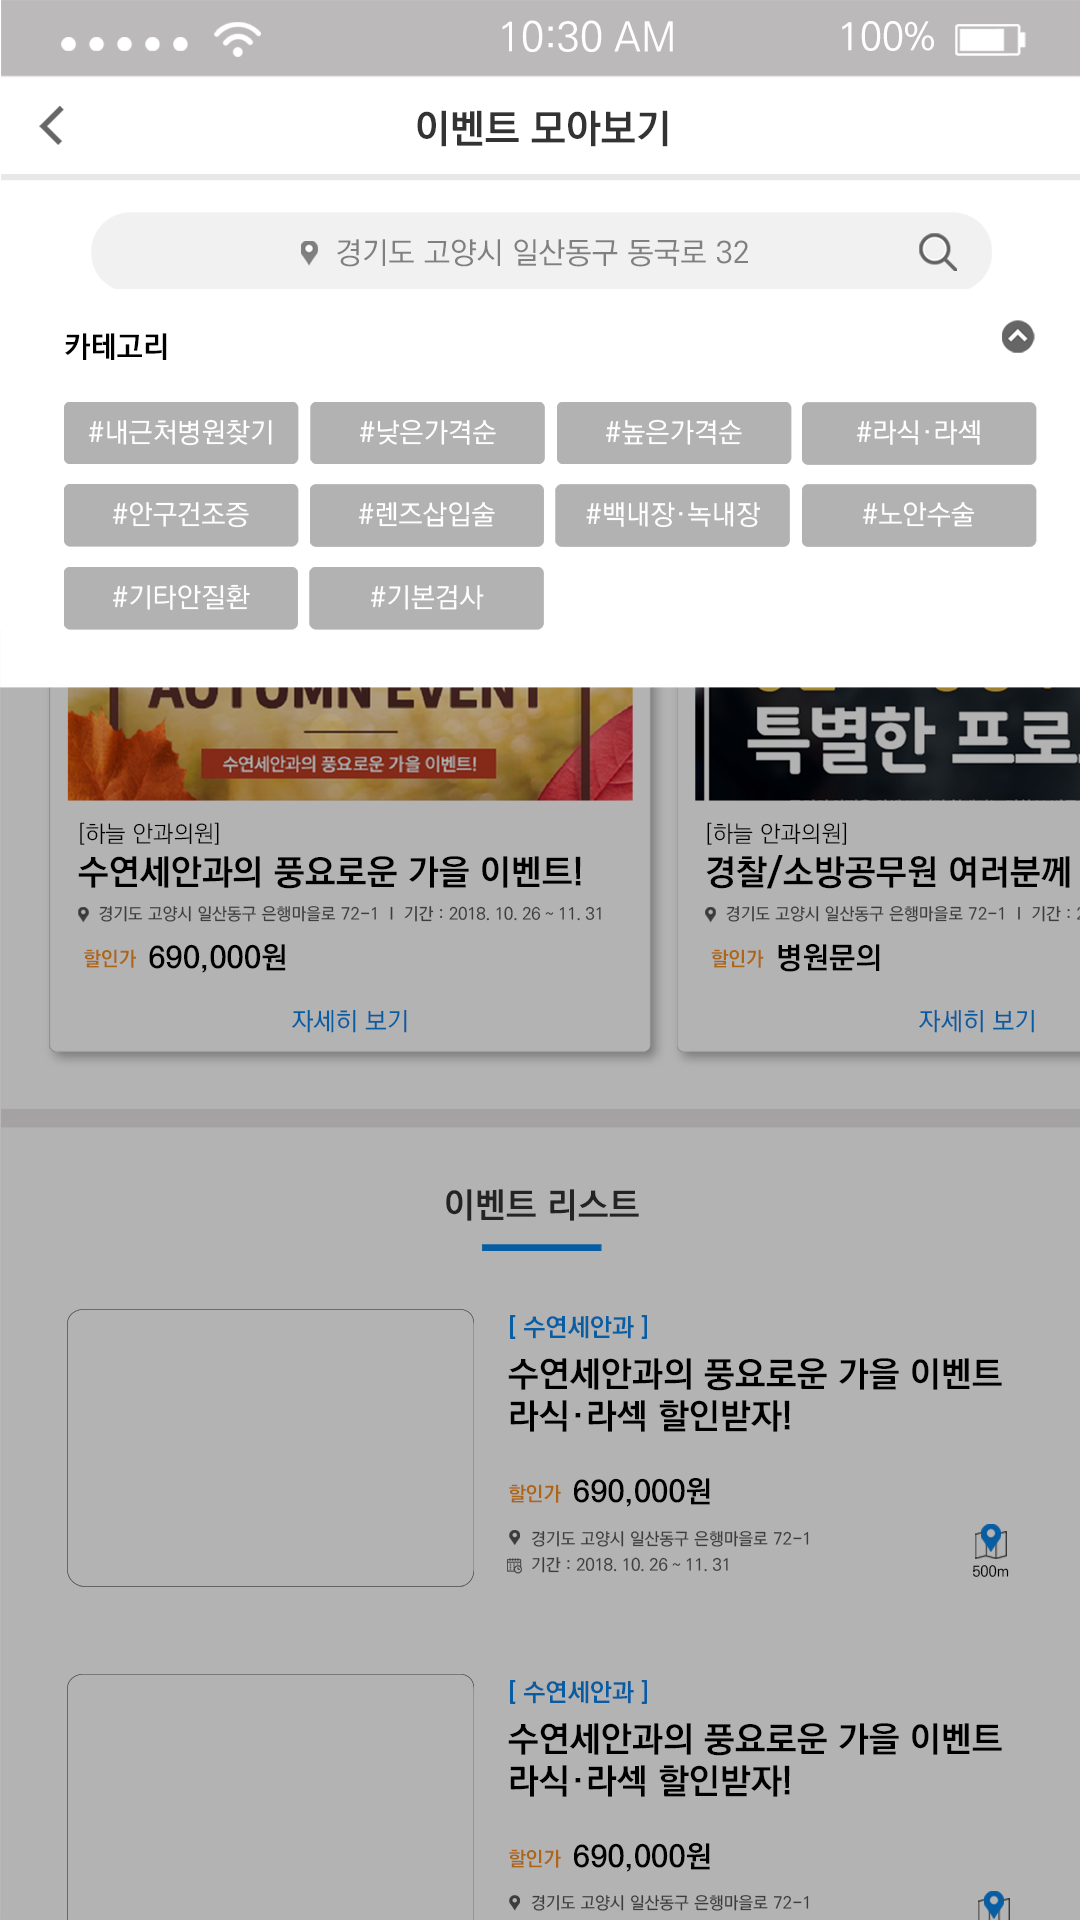 10:30 AM 100%
이벤트 모아보기
경기도 고양시 일산동구 동국로 32
카테고리
#내근처병원찾기 #낮은가격순 #높은가격순 #라식·라섹
#안구건조증 #렌즈삽입술 #백내장·녹내장 #노안수술
#기타안질환 #기본검사
AUTUMN EVENT
수연세안과의 풍요로운 가을 이벤트!
[하늘 안과의원]
수연세안과의 풍요로운 가을 이벤트!
경기도 고양시 일산동구 은행마을로 72-1 I 기간 : 2018. 10. 26 ~ 11. 31
할인가 690,000원
자세히 보기
특별한 프로
[하늘 안과의원]
경찰/소방공무원 여러분께
경기도 고양시 일산동구 은행마을로 72-1 I 기간 : 2
할인가 병원문의
자세히 보기
이벤트 리스트
[ 수연세안과 ]
수연세안과의 풍요로운 가을 이벤트
라식·라섹 할인받자!
할인가 690,000원
경기도 고양시 일산동구 은행마을로 72-1
기간 : 2018. 10. 26 ~ 11. 31
500m
[ 수연세안과 ]
수연세안과의 풍요로운 가을 이벤트
라식·라섹 할인받자!
할인가 690,000원
경기도 고양시 일산동구 은행마을로 72-1